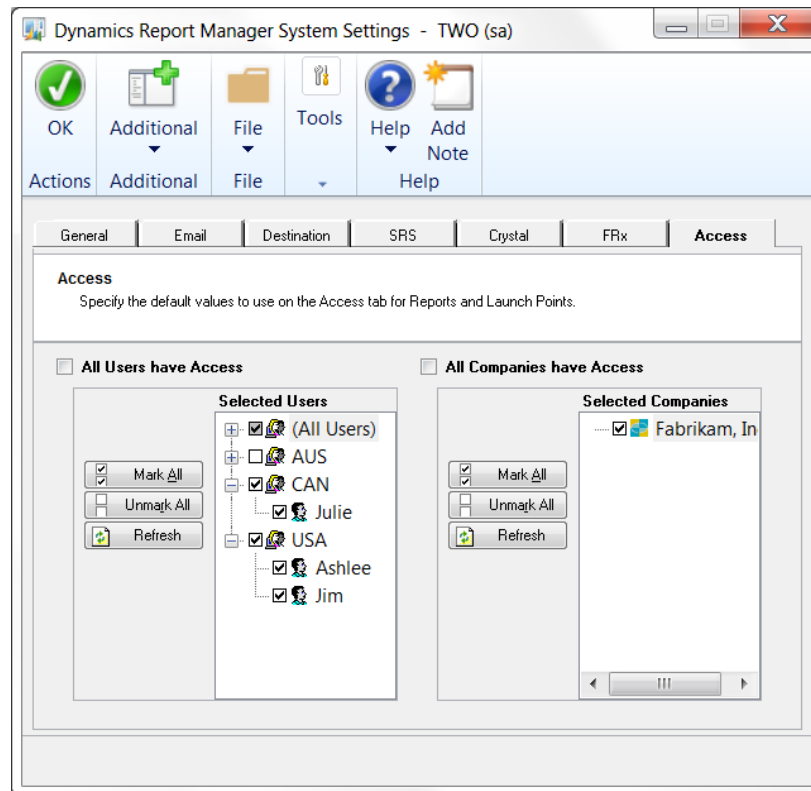 Dynamics Report Manager System Settings - TWO (sa)
OK
Additional
File
Tools
Help
Add
Note
Actions
Additional
File
Help
General
Email
Destination
SRS
Crystal
FRx
Access
Access
Specify the default values to use on the Access tab for Reports and Launch Points.
All Users have Access
All Companies have Access
Selected Users
(All Users)
AUS
CAN
Julie
USA
Ashlee
Jim
Mark All
Unmark All
Refresh
Selected Companies
Fabrikam, In
Mark All
Unmark All
Refresh